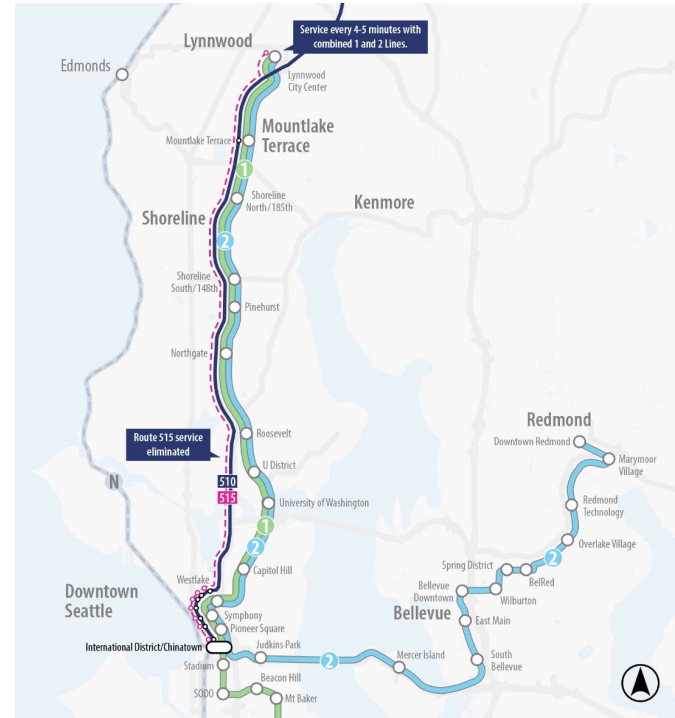 Service every 4-5 minutes with
combined 1 and 2 Lines.
Lynnwood
Edmonds
Lynnwood
City Center
Mountlake Terrace
Mountlake
Terrace
1
Shoreline
North/185th
Kenmore
Shoreline
2
Shoreline
South/148th
Pinehurst
Northgate
Redmond
Route 515 service
eliminated
Roosevelt
Downtown Redmond
Marymoor
Village
U District
N
510
515
University of Washington
Redmond
Technology
1
2
Overlake Village
2
Capitol Hill
Spring District
BelRed
Westlake
Bellevue
Downtown
Wilburton
Downtown
Seattle
Symphony
Bellevue
East Main
Pioneer Square
International District/Chinatown
Judkins Park
2
Mercer Island
South
Bellevue
Stadium
Beacon Hill
SODO
Mt Baker